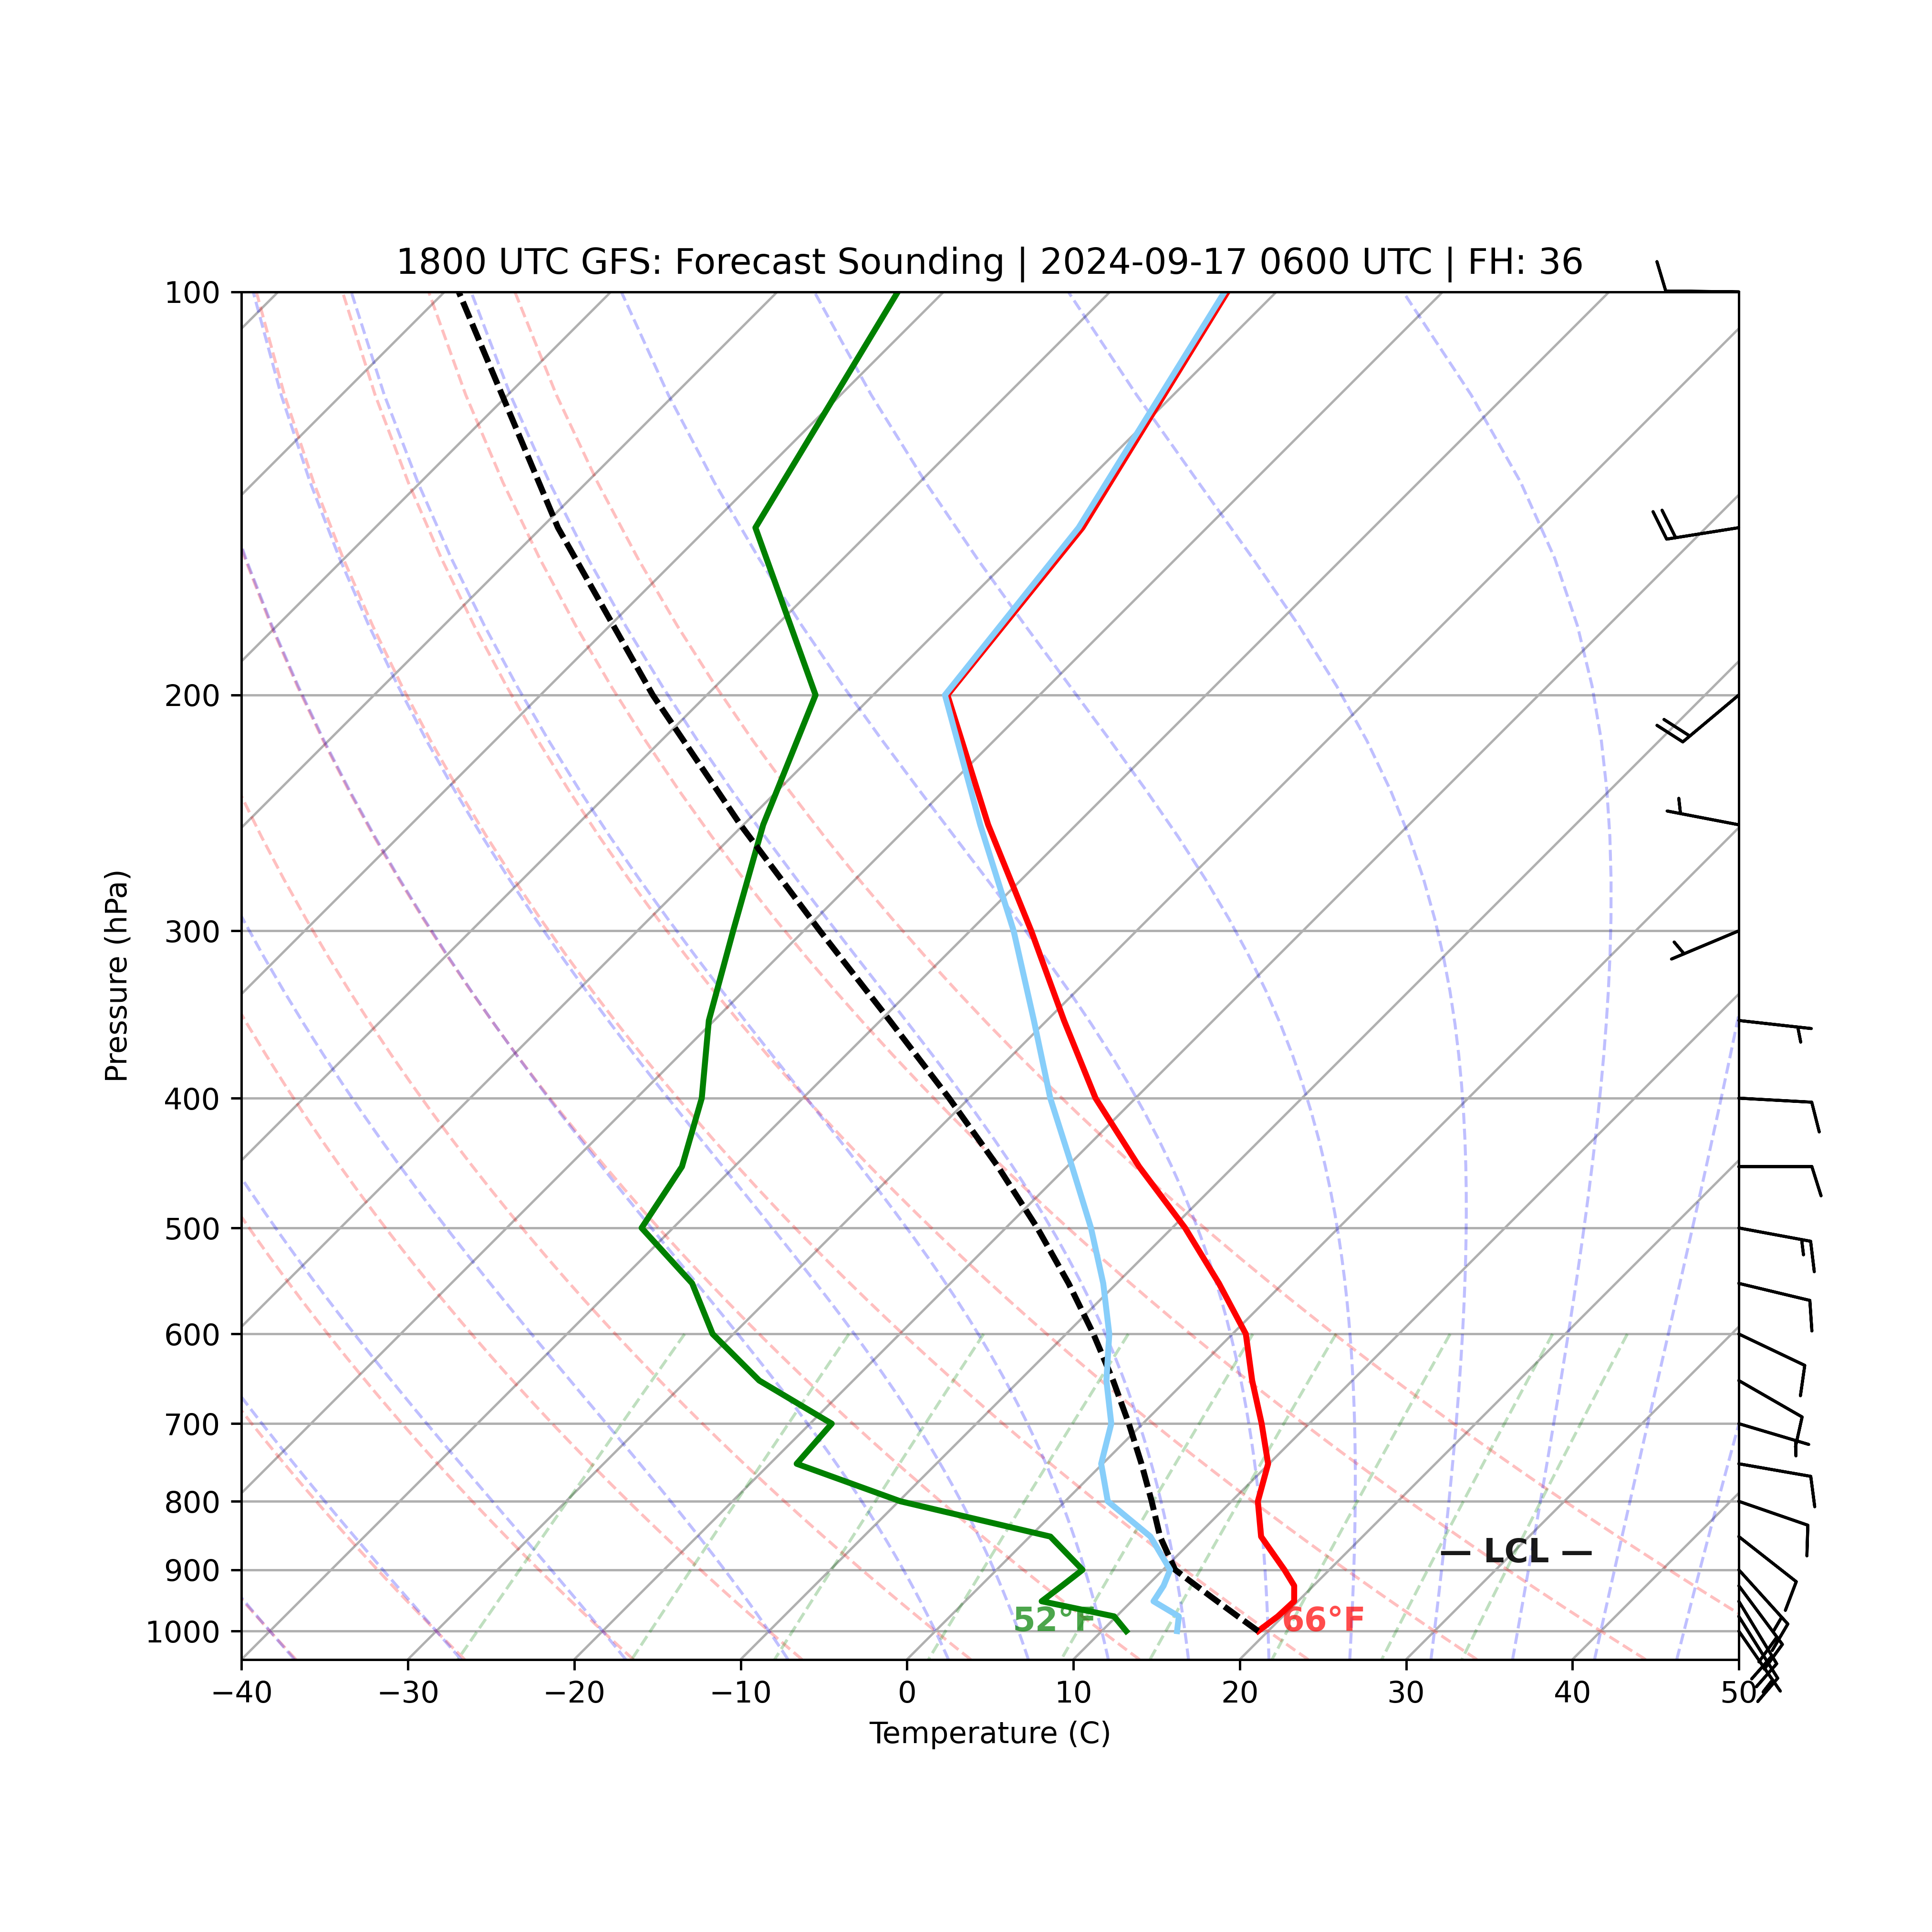 1800 UTC GFS: Forecast Sounding | 2024-09-17 0600 UTC | FH: 36
100
200
300
400
500
600
700
800
900
1000
Pressure (hPa)
— LCL —
52°F
66°F
−40 −30 −20 −10 0 10 20 30 40 50
Temperature (C)